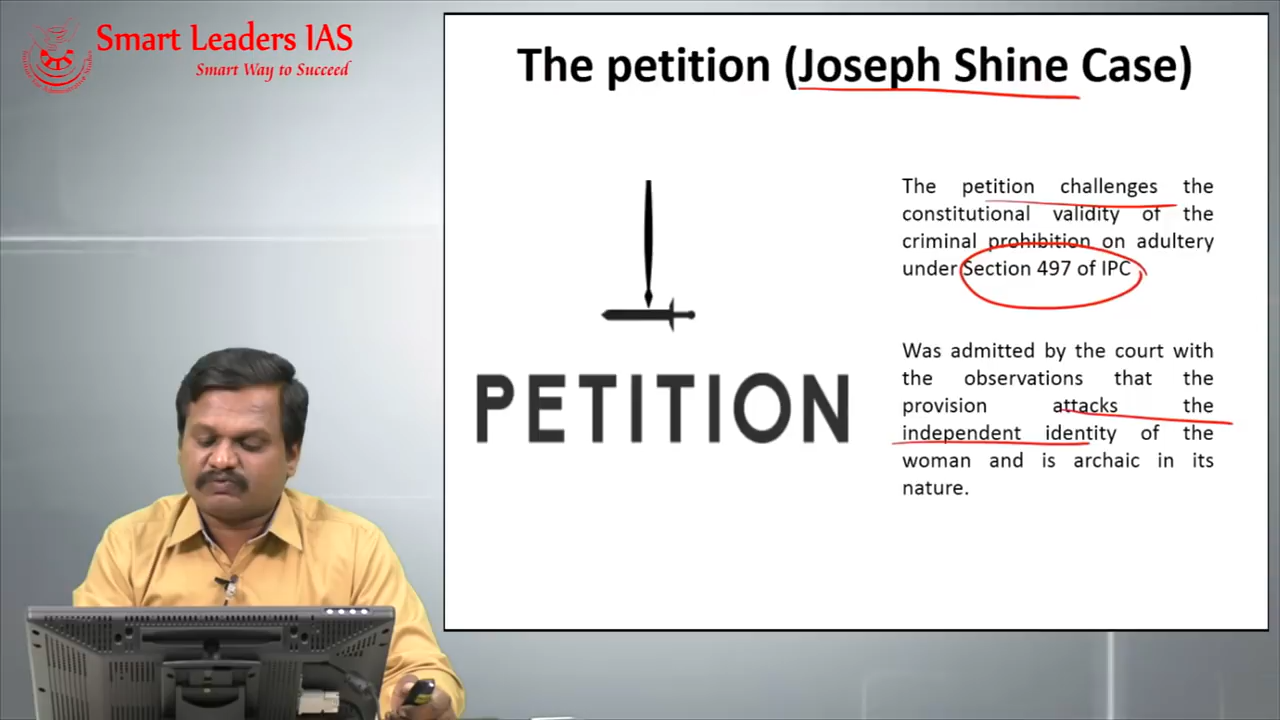 Smart Leaders IAS
Smart Way to Succeed
The petition (Joseph Shine Case)
The petition challenges the
constitutional validity of the
criminal prohibition on adultery
under Section 497 of IPC
PETITION
Was admitted by the court with
the observations that the
provision attacks the
independent identity of the
woman and is archaic in its
nature.